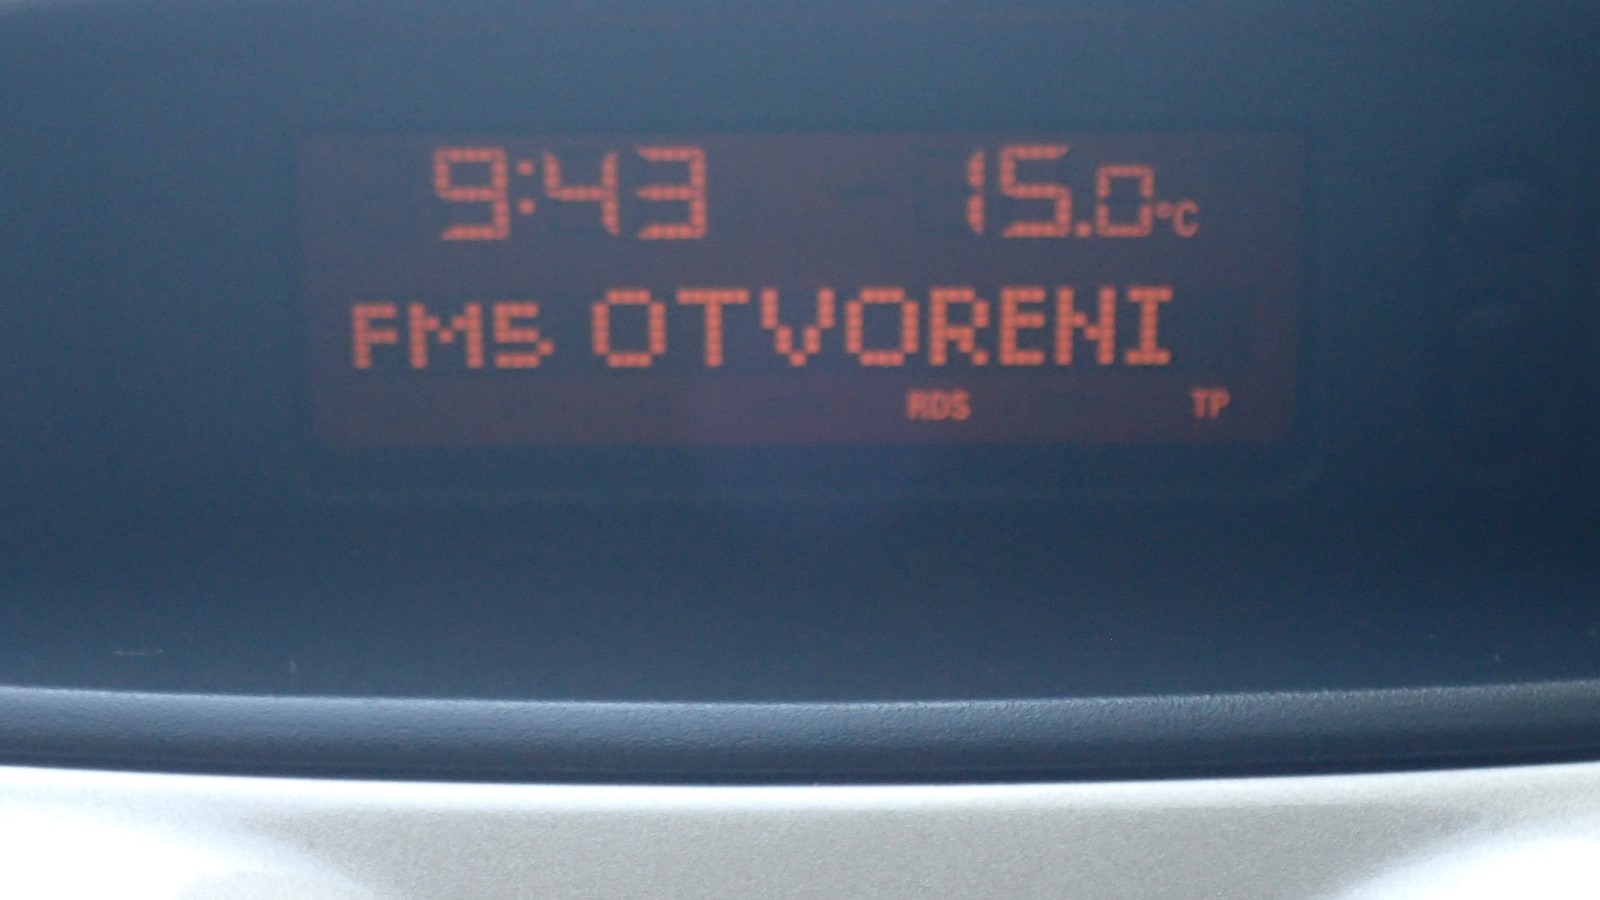 9:43 15.0°C
FM5 OTVORENI
RDS TP